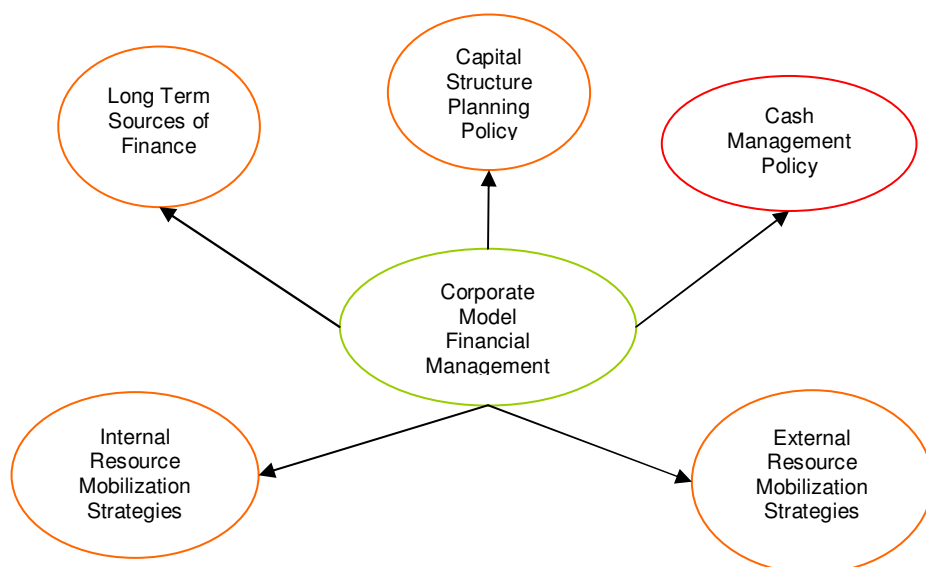 Long Term
Sources of
Finance
Capital
Structure
Planning
Policy
Cash
Management
Policy
Corporate
Model
Financial
Management
Internal
Resource
Mobilization
Strategies
External
Resource
Mobilization
Strategies